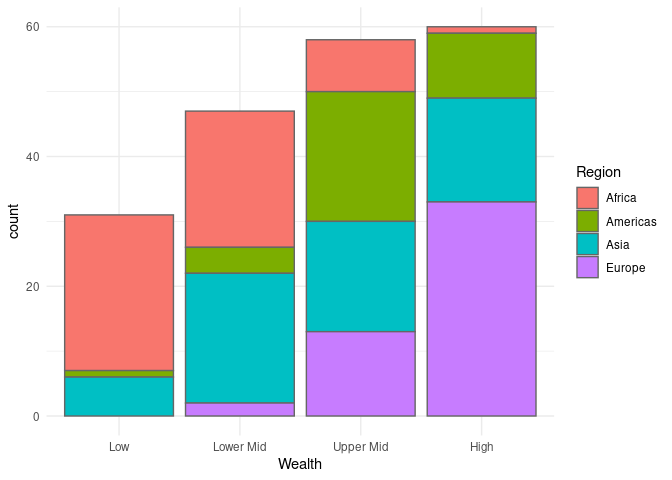 60
40
20
0
count
Low
Lower Mid
Upper Mid
High
Wealth
Region
Africa
Americas
Asia
Europe